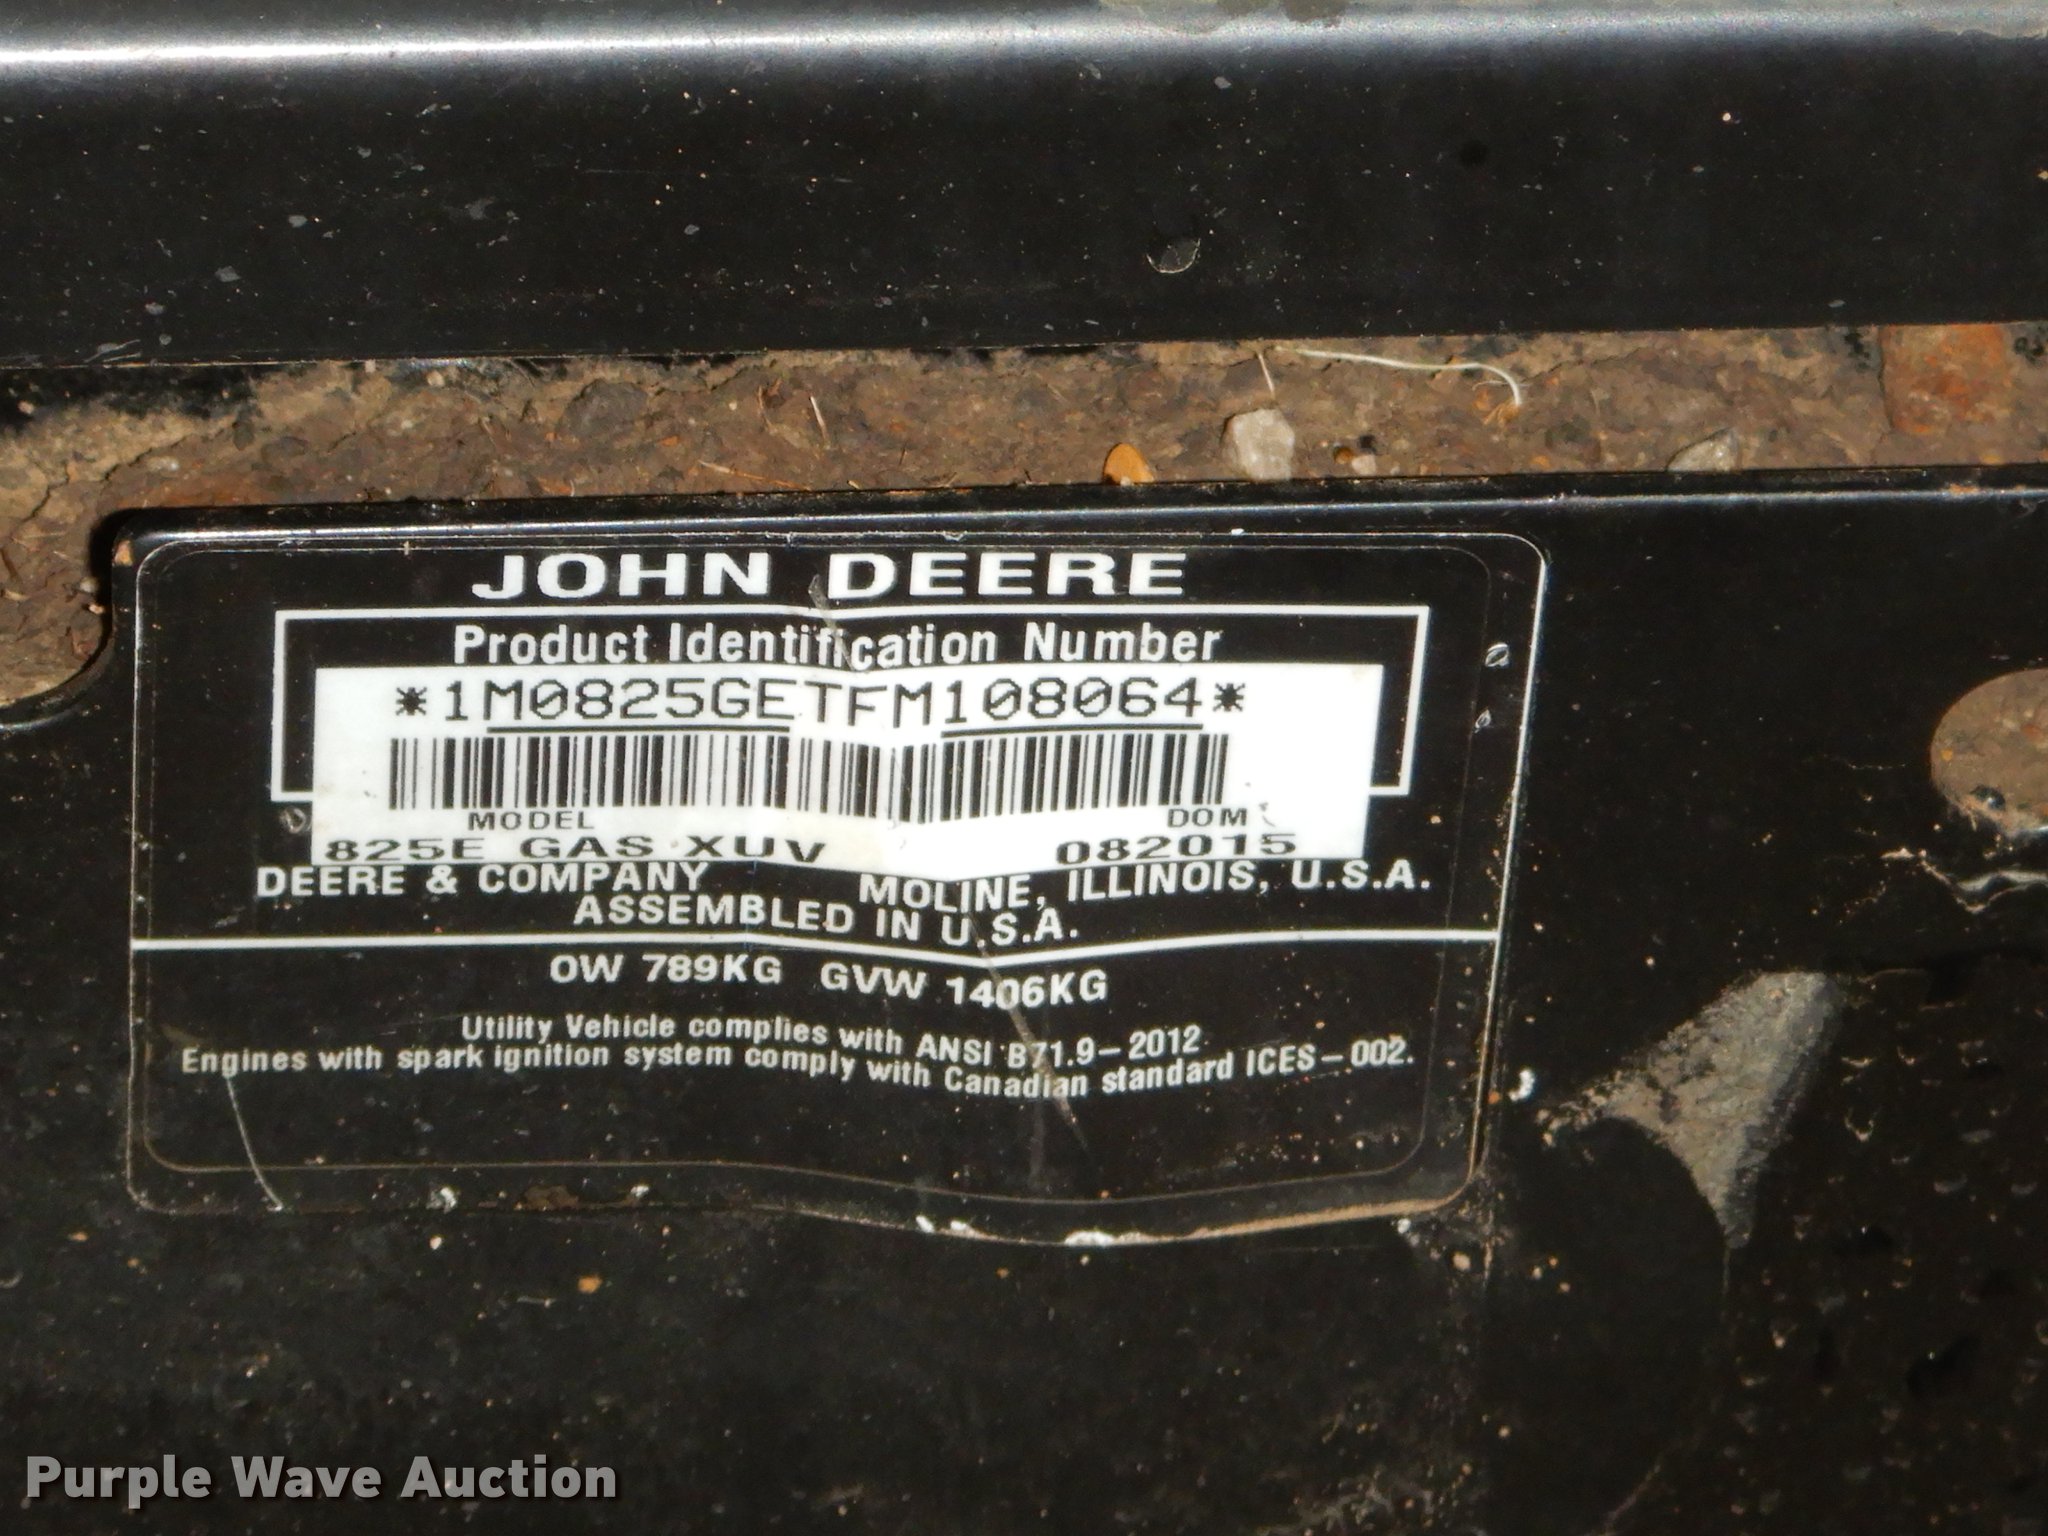 JOHN DEERE
Product Identification Number
*1M0825GETFM108064*
MODEL DOM
825E GAS XUV 082015
DEERE & COMPANY MOLINE, ILLINOIS, U.S.A.
ASSEMBLED IN U.S.A.
OW 789KG GVW 1406KG
Utility Vehicle complies with ANSI B71.9-2012.
Engines with spark ignition system comply with Canadian standard ICES-002.
Purple Wave Auction